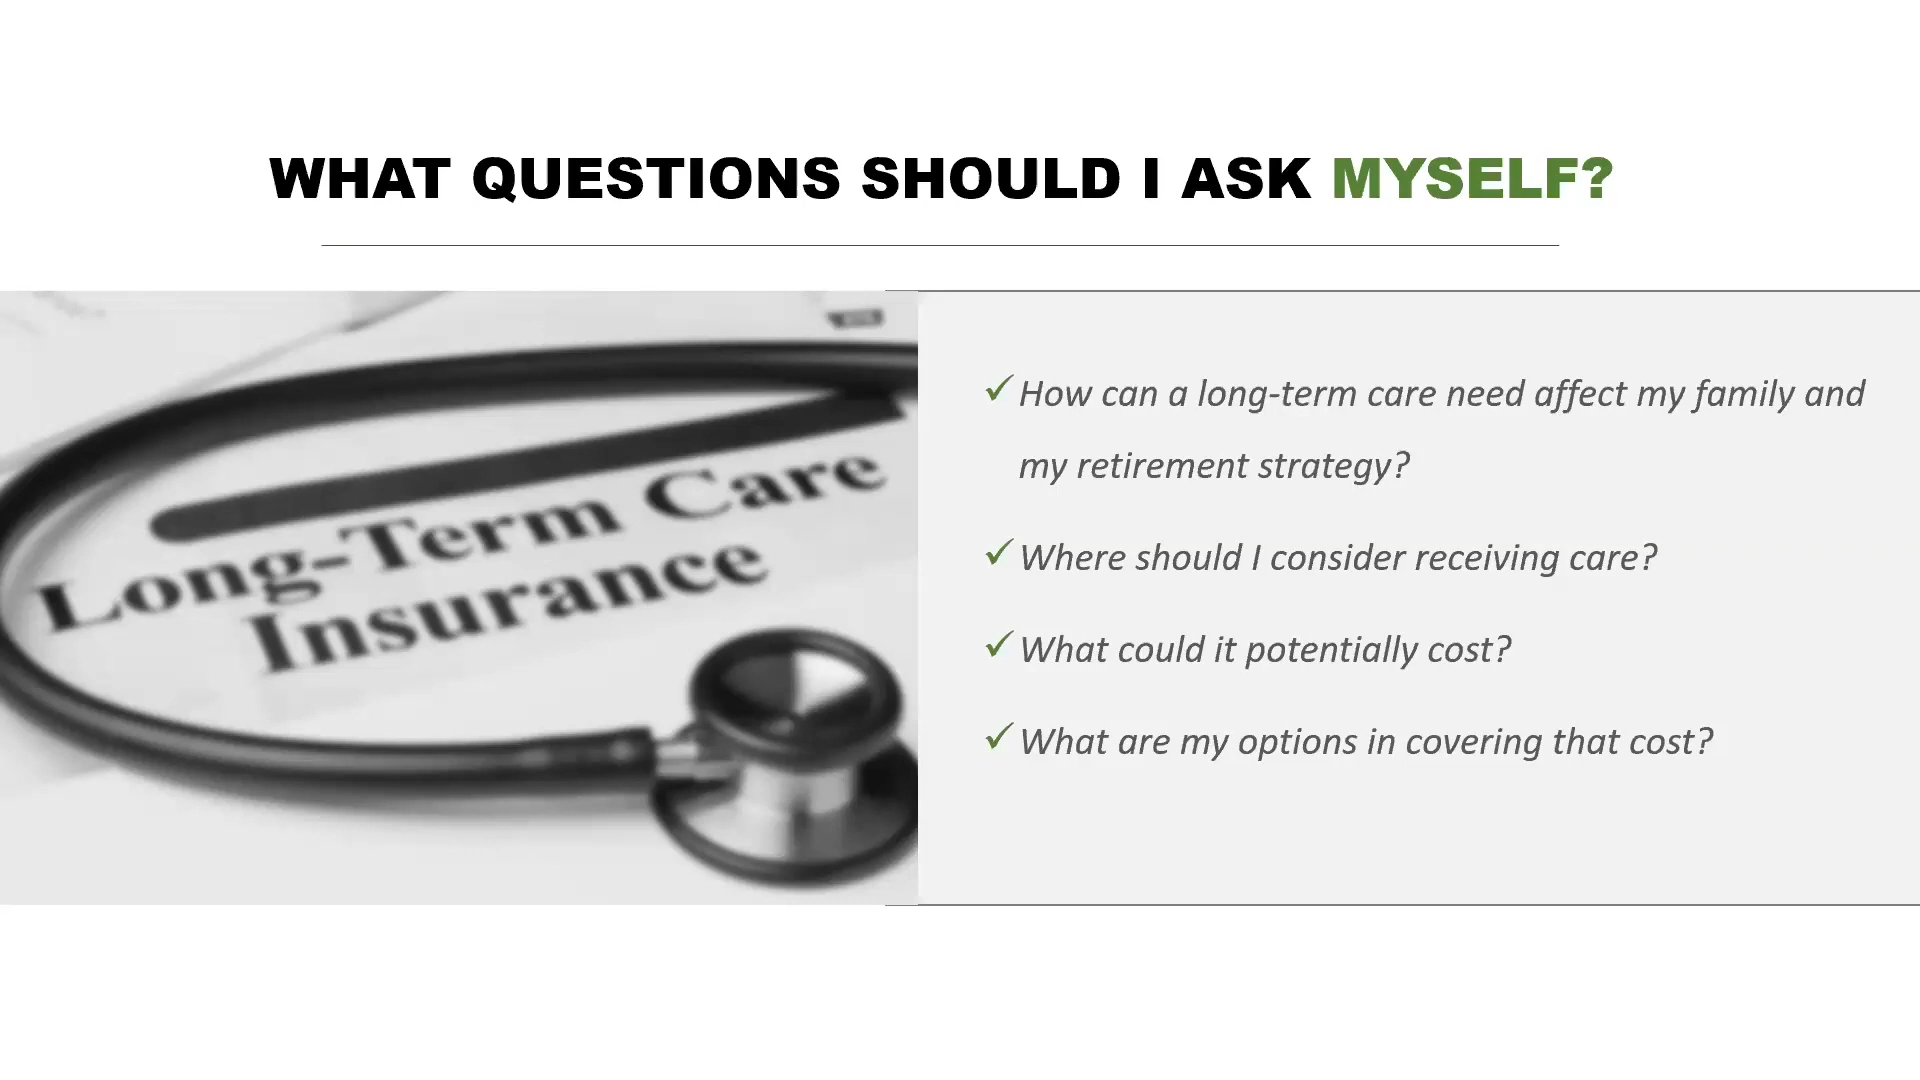 WHAT QUESTIONS SHOULD I ASK MYSELF?
Long-Term Care
Insurance
✓ How can a long-term care need affect my family and
my retirement strategy?
✓ Where should I consider receiving care?
✓ What could it potentially cost?
✓ What are my options in covering that cost?